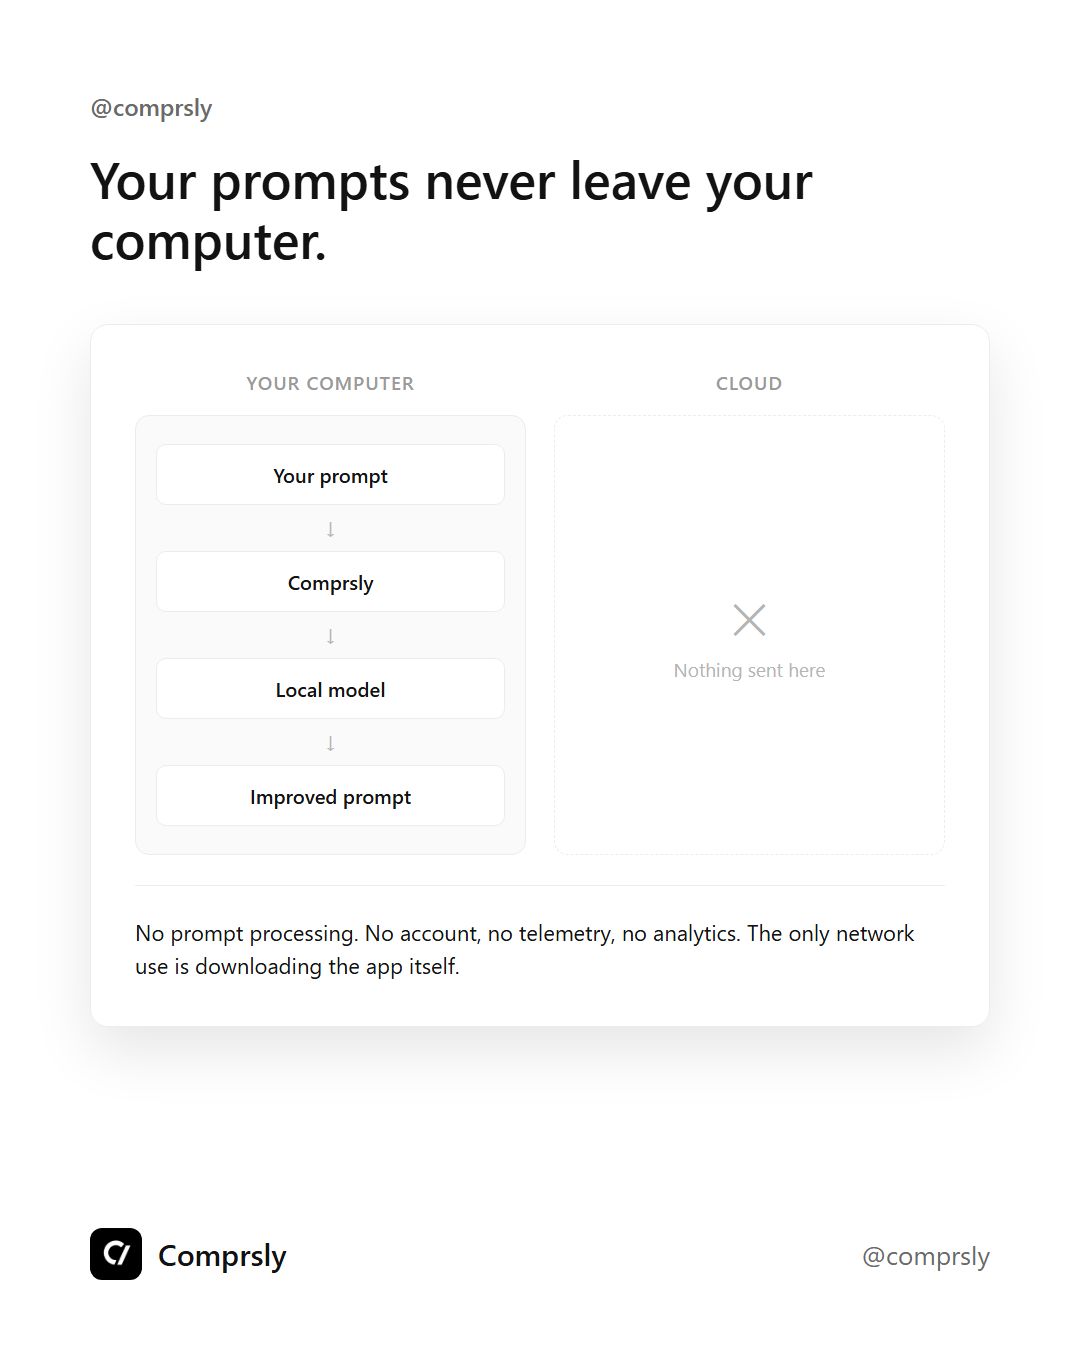 @comprsly
Your prompts never leave your
computer.
YOUR COMPUTER
Your prompt
↓
Comprsly
↓
Local model
↓
Improved prompt
CLOUD
Nothing sent here
No prompt processing. No account, no telemetry, no analytics. The only network
use is downloading the app itself.
Comprsly
@comprsly